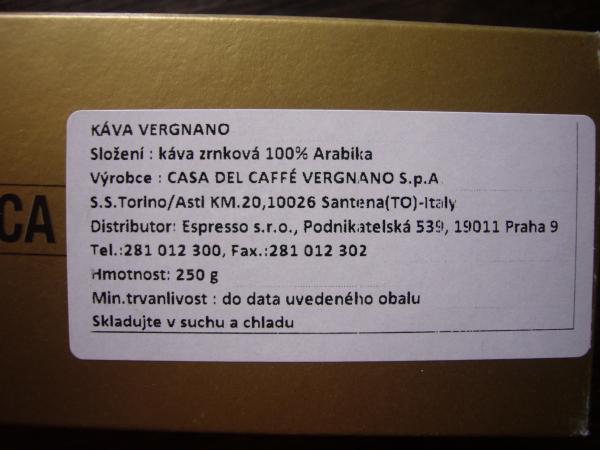 CA
KÁVA VERGNANO
Složení : káva zrnková 100% Arabika
Výrobce : CASA DEL CAFFÉ VERGNANO S.p.A
S.S.Torino/Asti KM.20,10026 Santena(TO)-Italy
Distributor: Espresso s.r.o., Podnikatelská 539, 19011 Praha 9
Tel.:281 012 300, Fax.:281 012 302
Hmotnost: 250 g
Min.trvanlivost : do data uvedeného obalu
Skladujte v suchu a chladu